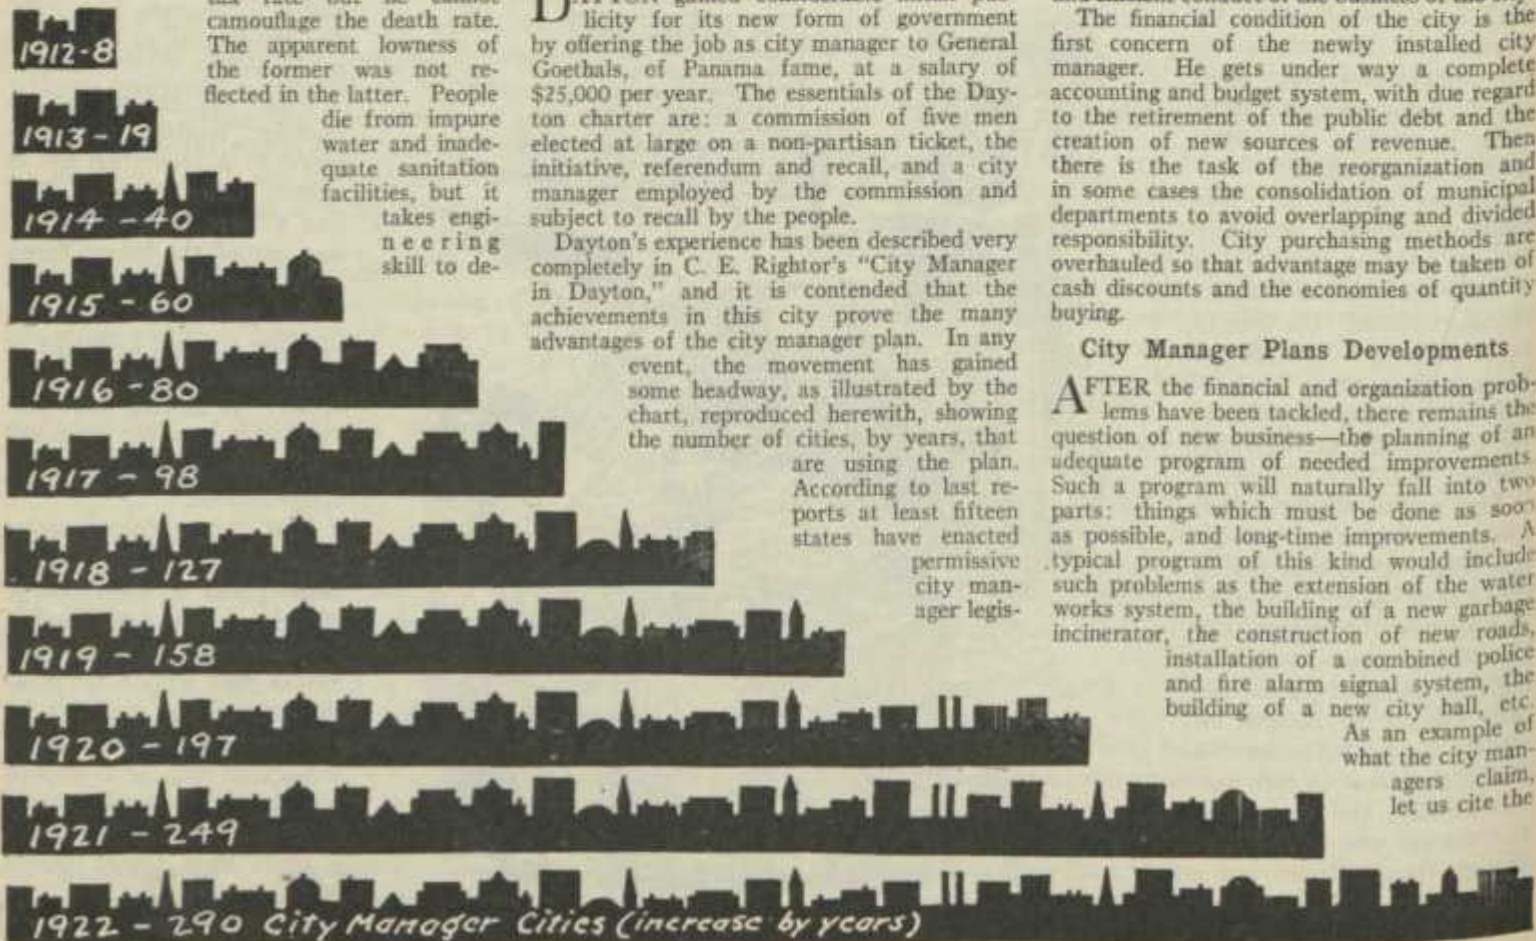 camouflage the death rate.
The apparent lowness of
the former was not re-
flected in the latter. People
die from impure
water and inade-
quate sanitation
facilities, but it
takes engi-
neering
skill to de-
licity for its new form of government
by offering the job as city manager to General
Goethals, of Panama fame, at a salary of
$25,000 per year. The essentials of the Day-
ton charter are: a commission of five men
elected at large on a non-partisan ticket, the
initiative, referendum and recall, and a city
manager employed by the commission and
subject to recall by the people.
Dayton's experience has been described very
completely in C. E. Rightor's "City Manager
in Dayton," and it is contended that the
achievements in this city prove the many
advantages of the city manager plan. In any
event, the movement has gained
some headway, as illustrated by the
chart, reproduced herewith, showing
the number of cities, by years, that
are using the plan.
According to last re-
ports at least fifteen
states have enacted
permissive
city man-
ager legis-
The financial condition of the city is the
first concern of the newly installed city
manager. He gets under way a complete
accounting and budget system, with due regard
to the retirement of the public debt and the
creation of new sources of revenue. Then
there is the task of the reorganization and
in some cases the consolidation of municipal
departments to avoid overlapping and divided
responsibility. City purchasing methods are
overhauled so that advantage may be taken of
cash discounts and the economies of quantity
buying.
City Manager Plans Developments
AFTER the financial and organization prob-
lems have been tackled, there remains the
question of new business—the planning of an
adequate program of needed improvements.
Such a program will naturally fall into two
parts: things which must be done as soon
as possible, and long-time improvements. A
typical program of this kind would include
such problems as the extension of the water
works system, the building of a new garbage
incinerator, the construction of new roads,
installation of a combined police
and fire alarm signal system, the
building of a new city hall, etc.
As an example of
what the city man-
agers claim,
let us cite the
1912-8
1913-19
1914-40
1915-60
1916-80
1917-98
1918-127
1919-158
1920-197
1921-249
1922-290 City Manager Cities (increase by years)